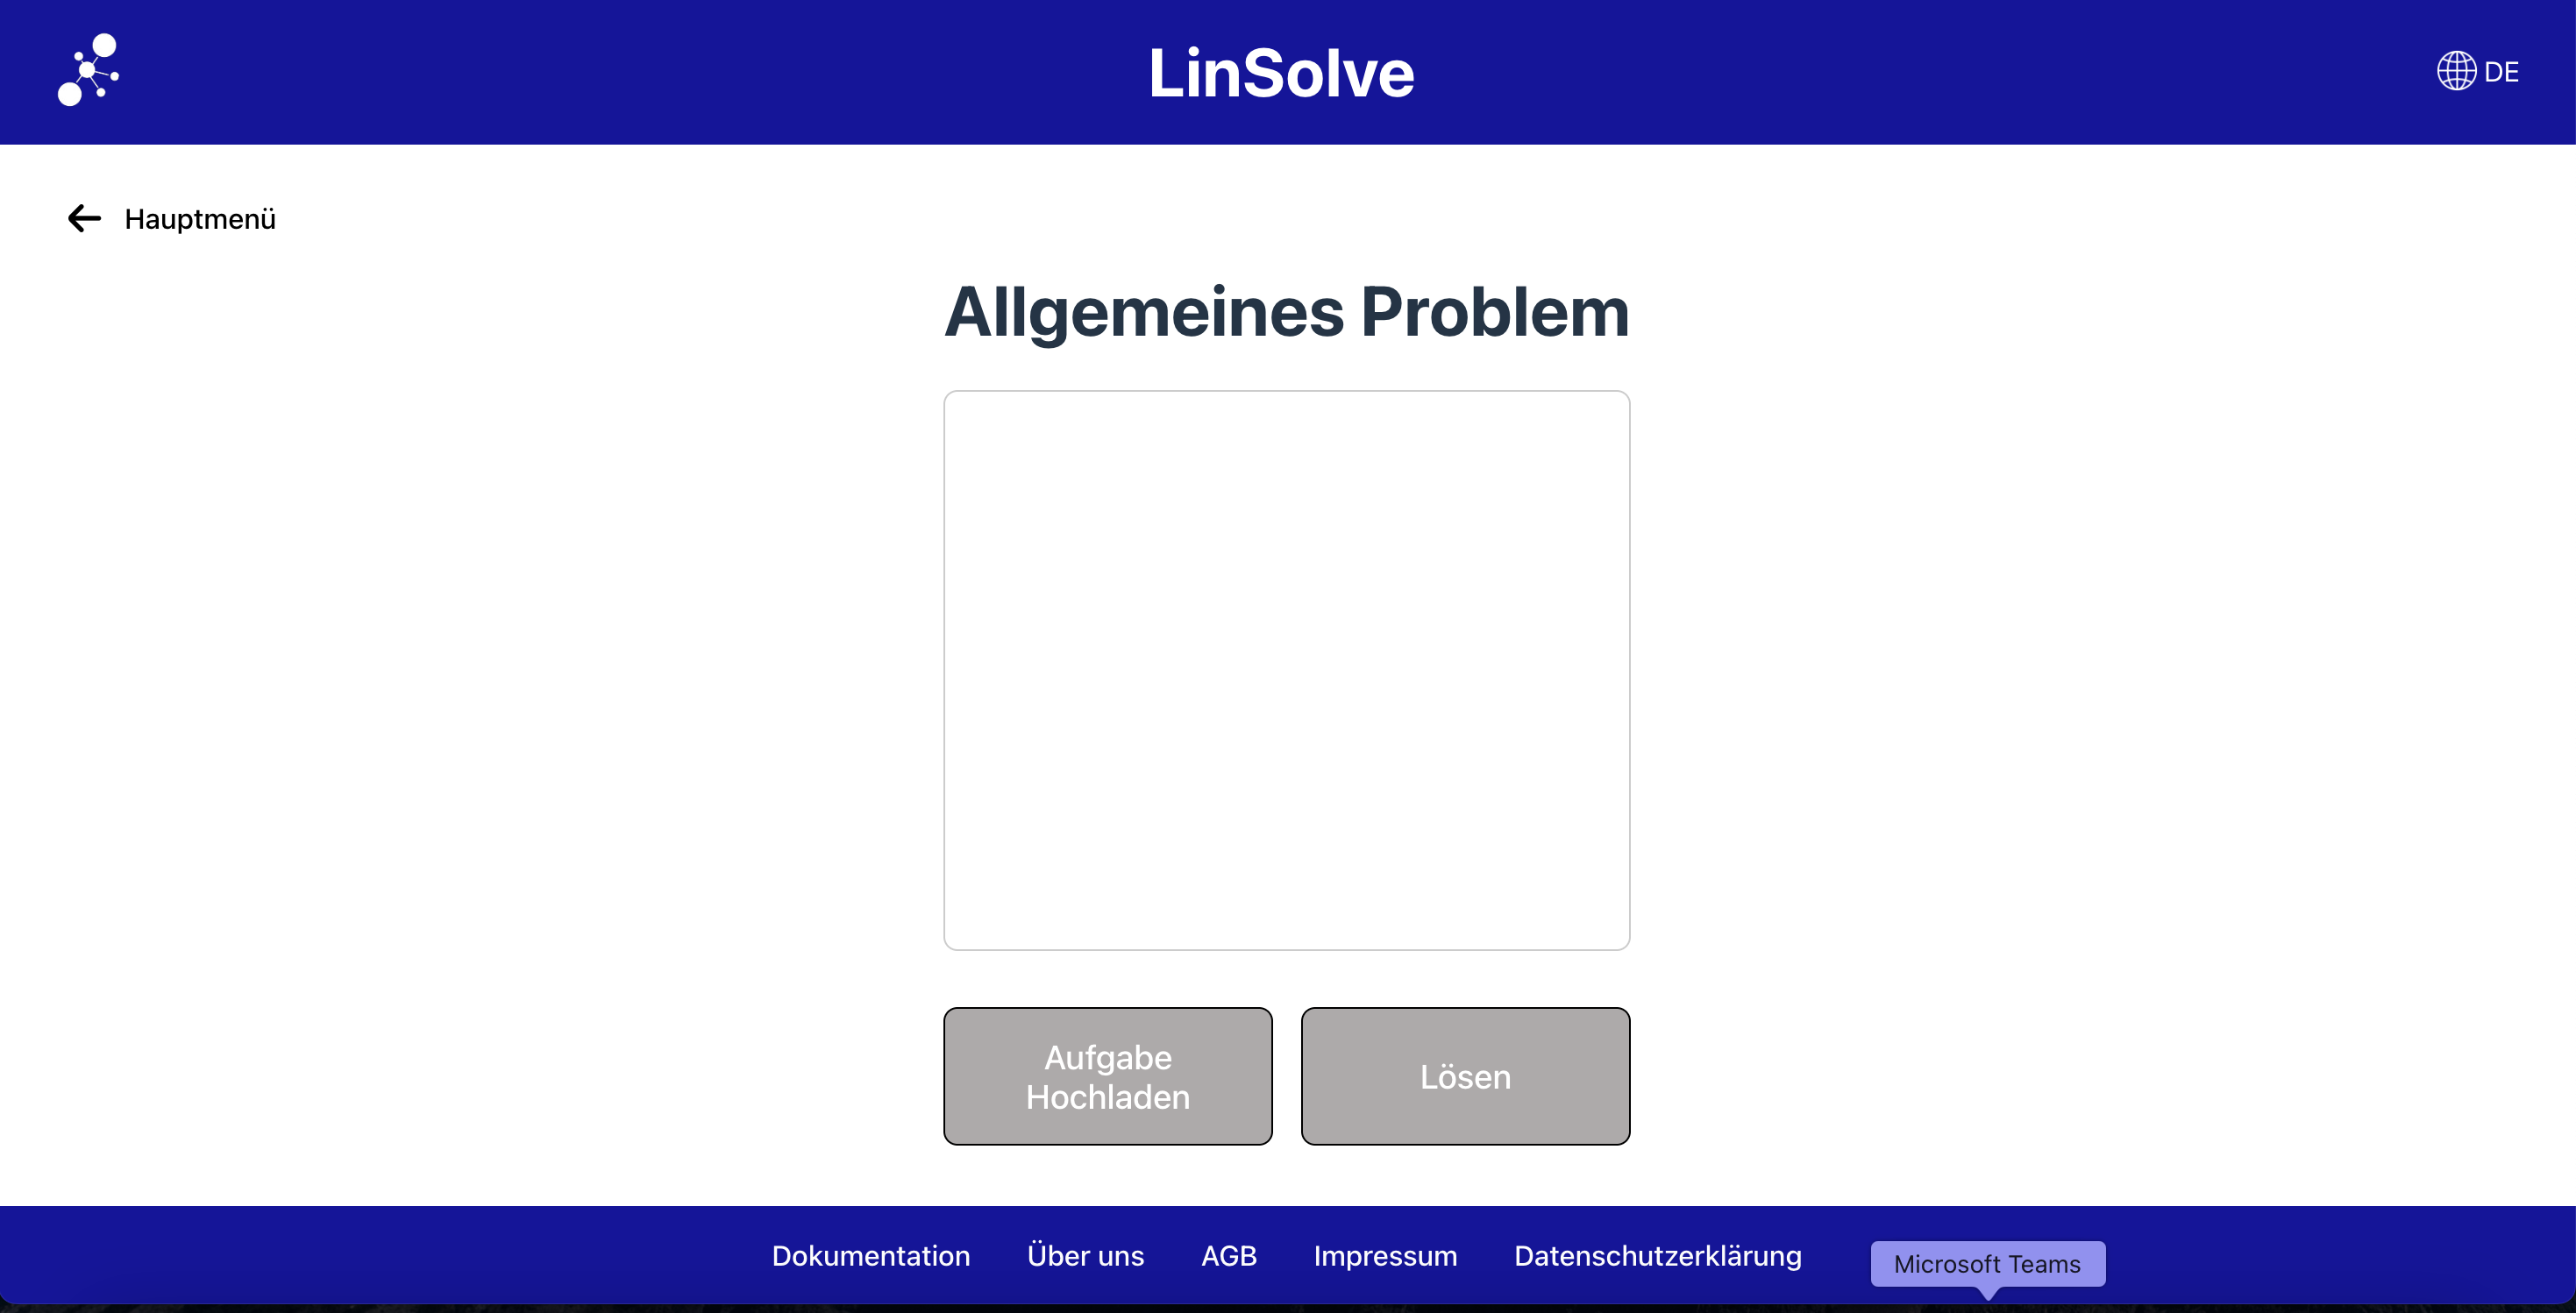 LinSolve
DE
Hauptmenü
Allgemeines Problem
Aufgabe
Hochladen
Lösen
Dokumentation
Über uns
AGB
Impressum
Datenschutzerklärung
Microsoft Teams